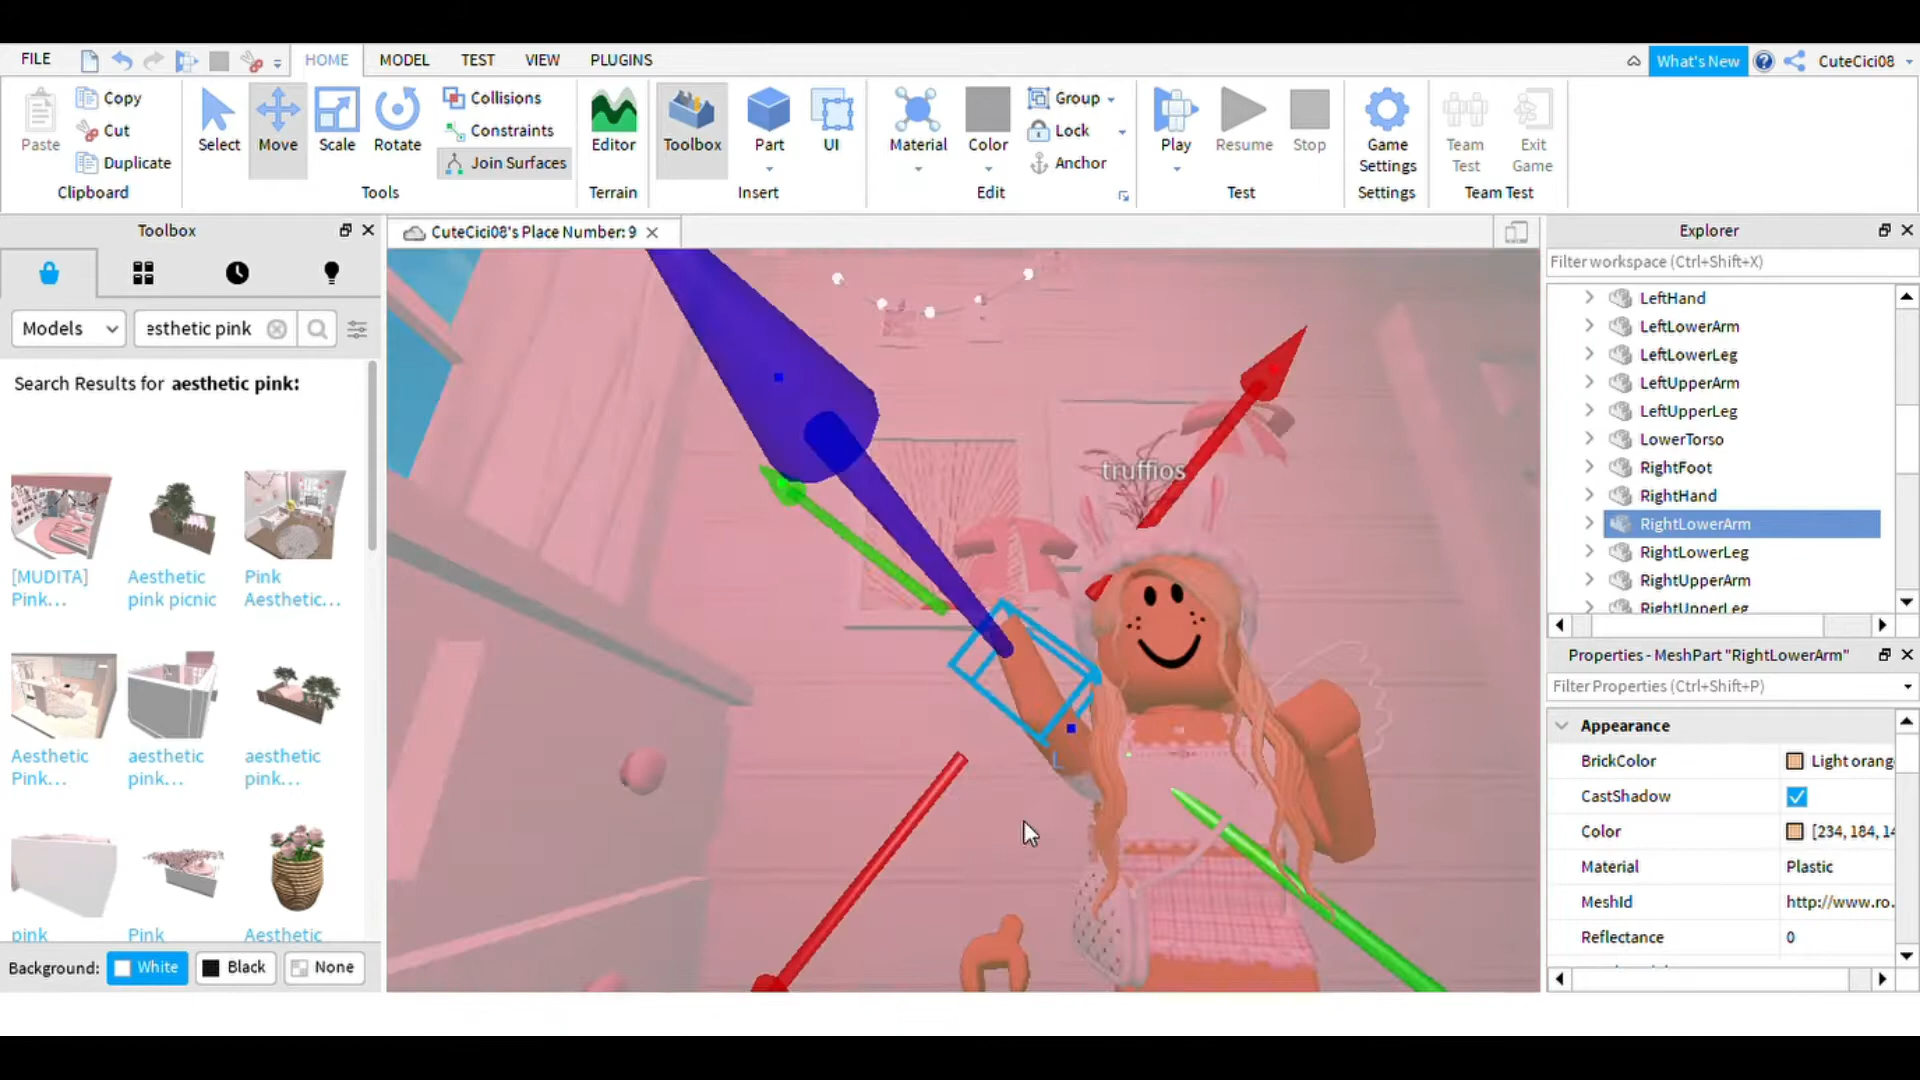 FILE
HOME
MODEL
TEST
VIEW
PLUGINS
What's New
CuteCici08
Paste
Copy
Cut
Duplicate
Clipboard
Select
Move
Scale
Rotate
Collisions
Constraints
Join Surfaces
Tools
Editor
Terrain
Toolbox
Part
UI
Insert
Material
Color
Group
Lock
Anchor
Edit
Play
Resume
Stop
Test
Game
Settings
Settings
Team
Test
Exit
Game
Team Test
Toolbox
Models
esthetic pink
Search Results for aesthetic pink:
[MUDITA]
Pink...
Aesthetic
pink picnic
Pink
Aesthetic...
Aesthetic
Pink...
aesthetic
pink...
aesthetic
pink...
pink
Pink
Aesthetic
Background:
White
Black
None
CuteCici08's Place Number: 9
truffios
Explorer
Filter workspace (Ctrl+Shift+X)
LeftHand
LeftLowerArm
LeftLowerLeg
LeftUpperArm
LeftUpperLeg
LowerTorso
RightFoot
RightHand
RightLowerArm
RightLowerLeg
RightUpperArm
RightUpperLeg
Properties - MeshPart "RightLowerArm"
Filter Properties (Ctrl+Shift+P)
Appearance
BrickColor Light orang
CastShadow
Color [234, 184, 14
Material Plastic
MeshId http://www.ro.
Reflectance 0